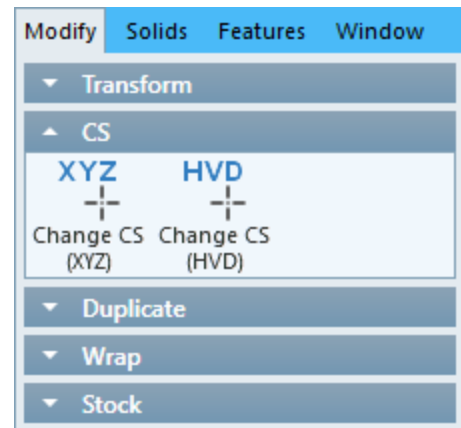 Modify Solids Features Window
Transform
CS
XYZ HVD
Change CS Change CS
(XYZ) (HVD)
Duplicate
Wrap
Stock